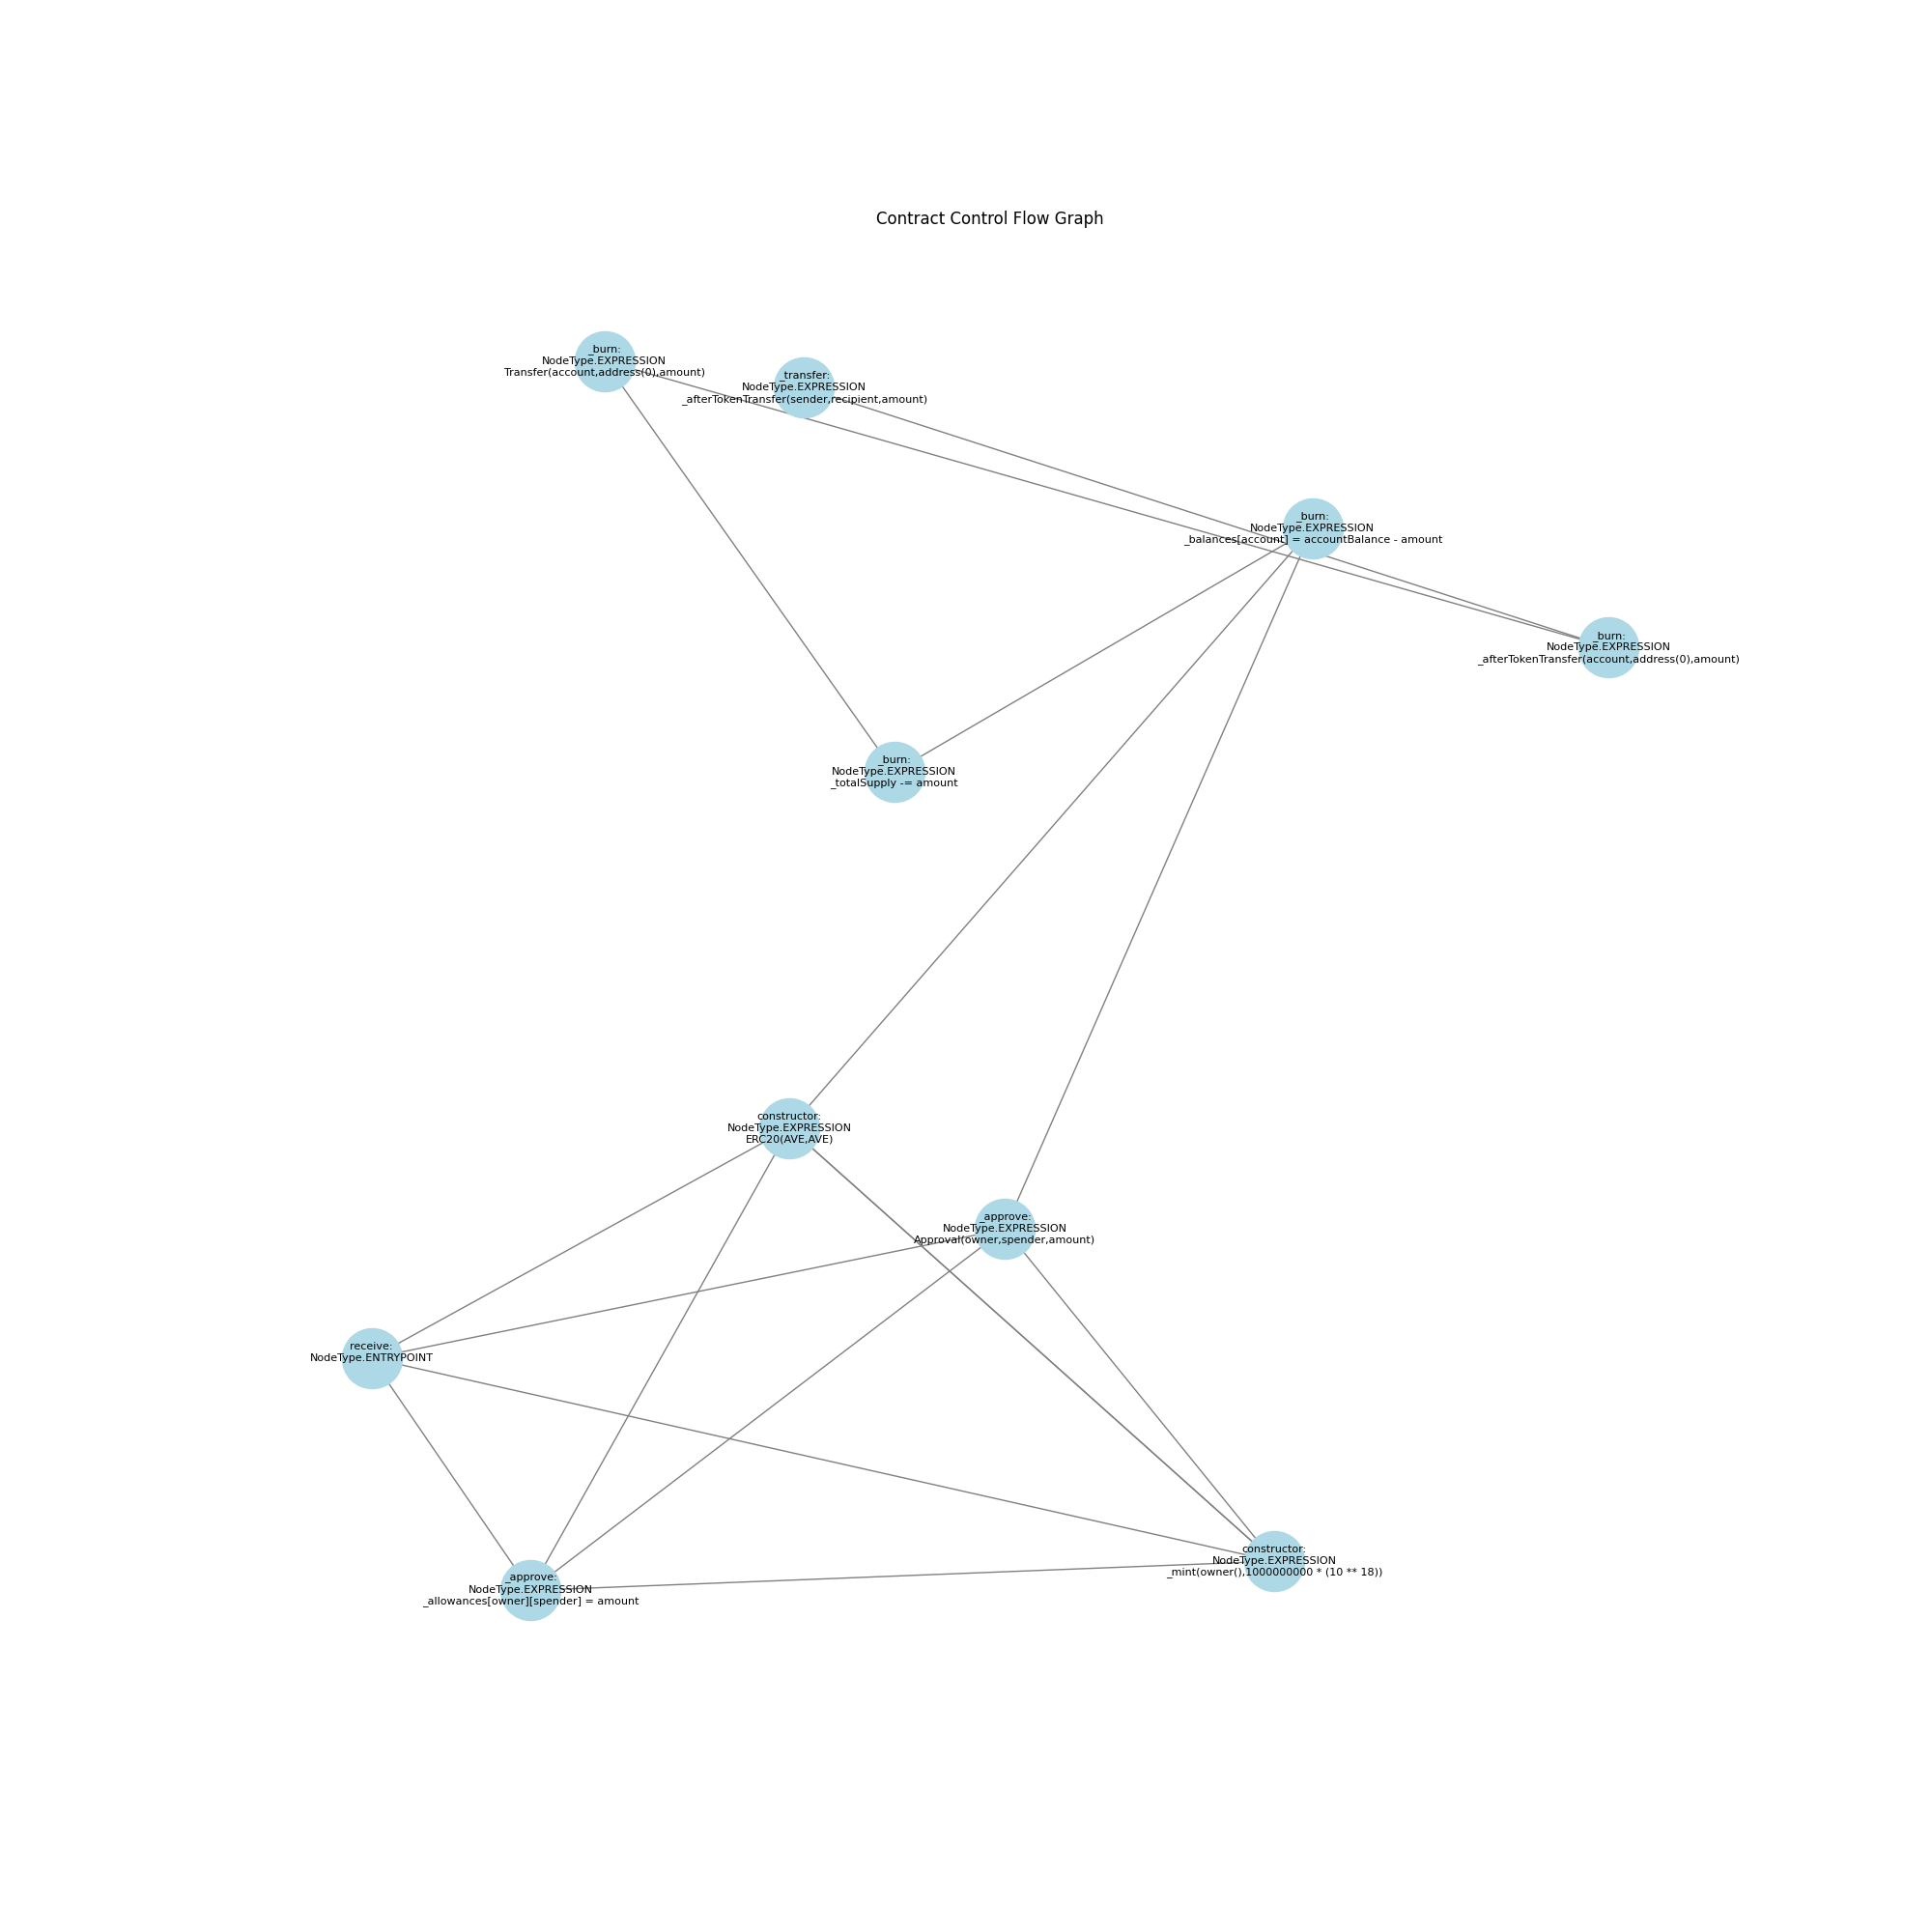 Contract Control Flow Graph
_burn:
NodeType.EXPRESSION
Transfer(account,address(0),amount)
_transfer:
NodeType.EXPRESSION
_afterTokenTransfer(sender,recipient,amount)
_burn:
NodeType.EXPRESSION
_balances[account] = accountBalance - amount
_burn:
NodeType.EXPRESSION
_afterTokenTransfer(account,address(0),amount)
_burn:
NodeType.EXPRESSION
_totalSupply -= amount
constructor:
NodeType.EXPRESSION
ERC20(AVE,AVE)
_approve:
NodeType.EXPRESSION
Approval(owner,spender,amount)
receive:
NodeType.ENTRYPOINT
constructor:
NodeType.EXPRESSION
_mint(owner(),1000000000 * (10 ** 18))
_approve:
NodeType.EXPRESSION
_allowances[owner][spender] = amount